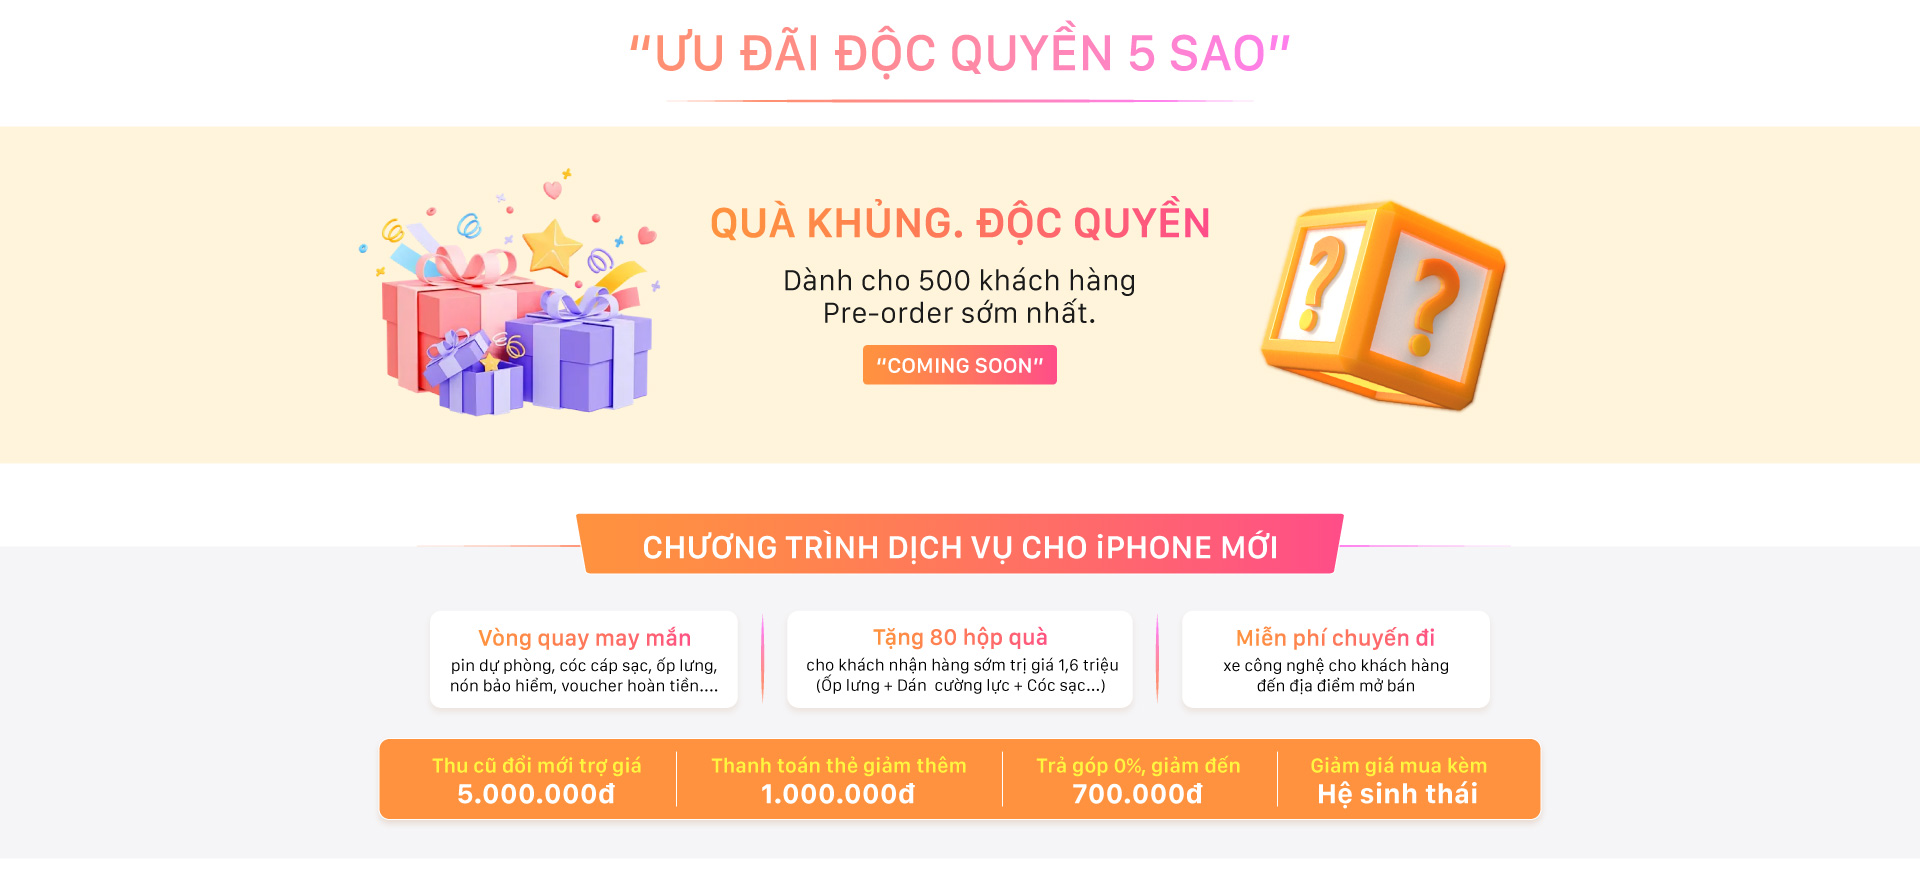 “ƯU ĐÃI ĐỘC QUYỀN 5 SAO”
QUÀ KHỦNG. ĐỘC QUYỀN
Dành cho 500 khách hàng
Pre-order sớm nhất.
“COMING SOON”
? ?
CHƯƠNG TRÌNH DỊCH VỤ CHO iPHONE MỚI
Vòng quay may mắn
pin dự phòng, cóc cáp sạc, ốp lưng,
nón bảo hiểm, voucher hoàn tiền....
Tặng 80 hộp quà
cho khách nhận hàng sớm trị giá 1,6 triệu
(Ốp lưng + Dán cường lực + Cóc sạc...)
Miễn phí chuyến đi
xe công nghệ cho khách hàng
đến địa điểm mở bán
Thu cũ đổi mới trợ giá
5.000.000đ
Thanh toán thẻ giảm thêm
1.000.000đ
Trả góp 0%, giảm đến
700.000đ
Giảm giá mua kèm
Hệ sinh thái